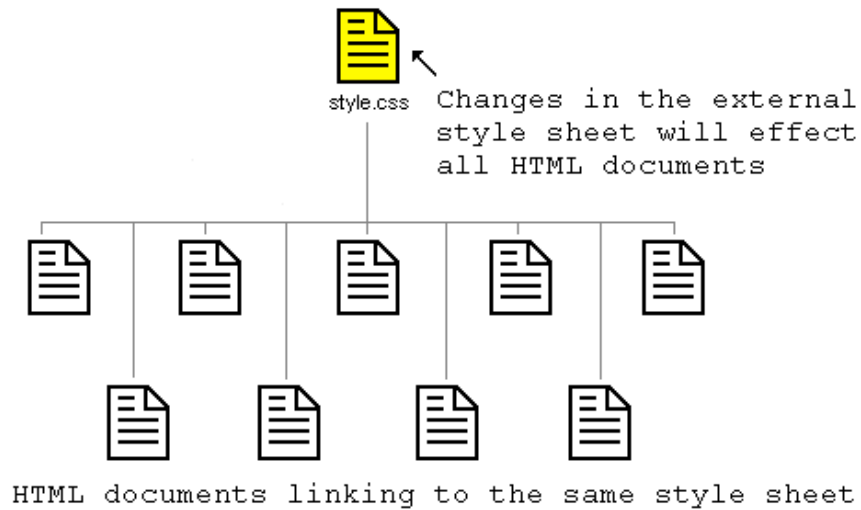 style.css
Changes in the external
style sheet will effect
all HTML documents
HTML documents linking to the same style sheet